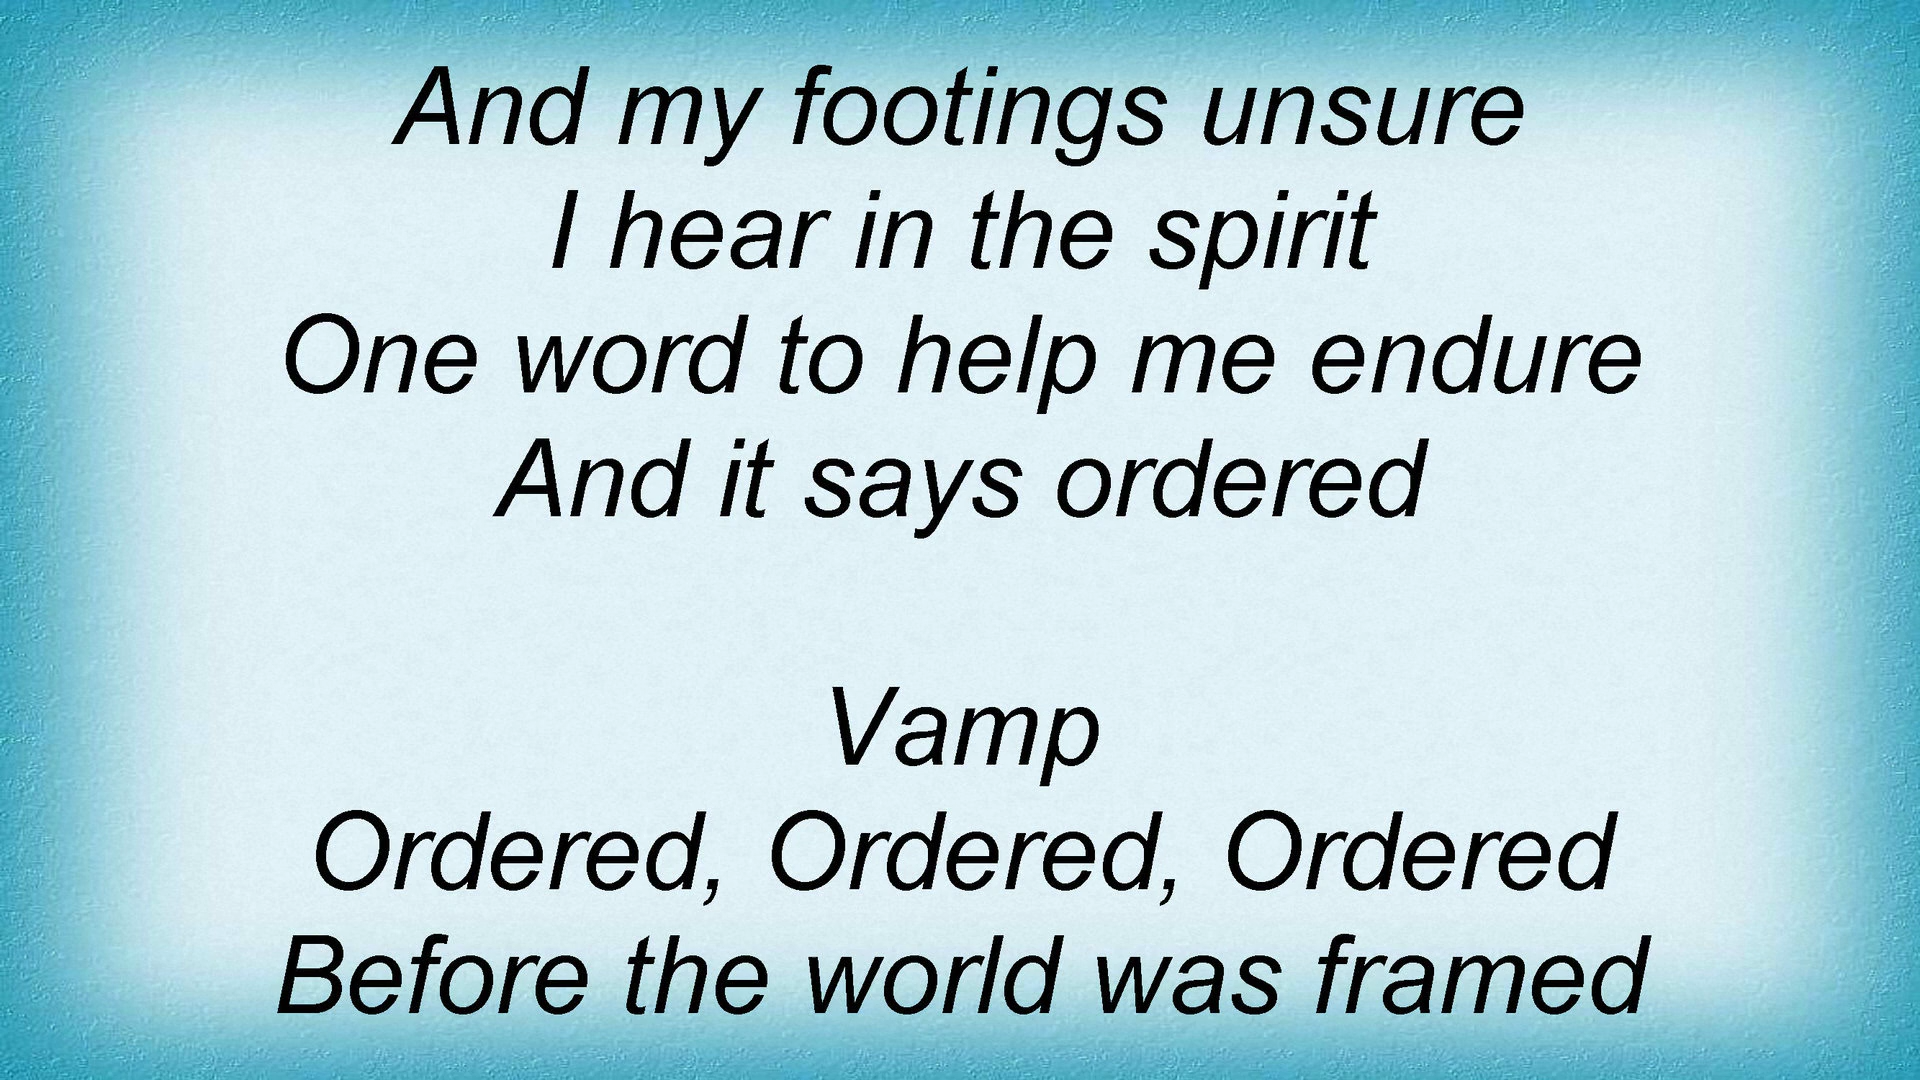 And my footings unsure
I hear in the spirit
One word to help me endure
And it says ordered
Vamp
Ordered, Ordered, Ordered
Before the world was framed